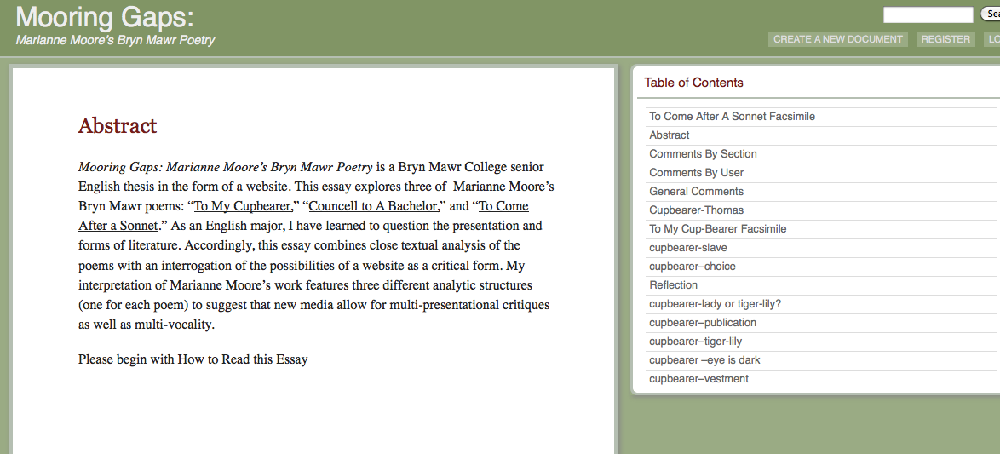 Mooring Gaps:
Marianne Moore’s Bryn Mawr Poetry
CREATE A NEW DOCUMENT
REGISTER
Abstract
Mooring Gaps: Marianne Moore’s Bryn Mawr Poetry is a Bryn Mawr College senior
English thesis in the form of a website. This essay explores three of  Marianne Moore’s
Bryn Mawr poems: “To My Cupbearer,” “Councell to A Bachelor,” and “To Come
After a Sonnet.” As an English major, I have learned to question the presentation and
forms of literature. Accordingly, this essay combines close textual analysis of the
poems with an interrogation of the possibilities of a website as a critical form. My
interpretation of Marianne Moore’s work features three different analytic structures
(one for each poem) to suggest that new media allow for multi-presentational critiques
as well as multi-vocality.
Please begin with How to Read this Essay
Table of Contents
To Come After A Sonnet Facsimile
Abstract
Comments By Section
Comments By User
General Comments
Cupbearer-Thomas
To My Cup-Bearer Facsimile
cupbearer-slave
cupbearer–choice
Reflection
cupbearer-lady or tiger-lily?
cupbearer–publication
cupbearer–tiger-lily
cupbearer –eye is dark
cupbearer–vestment